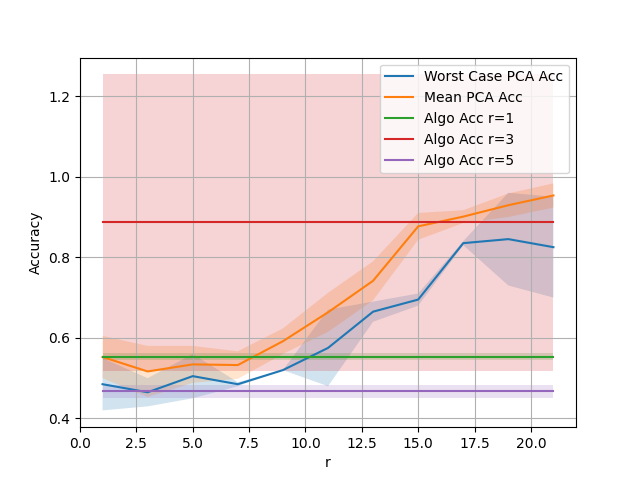 Worst Case PCA Acc
Mean PCA Acc
Algo Acc r=1
Algo Acc r=3
Algo Acc r=5
1.2
1.0
0.8
0.6
0.4
Accuracy
0.0 2.5 5.0 7.5 10.0 12.5 15.0 17.5 20.0
r